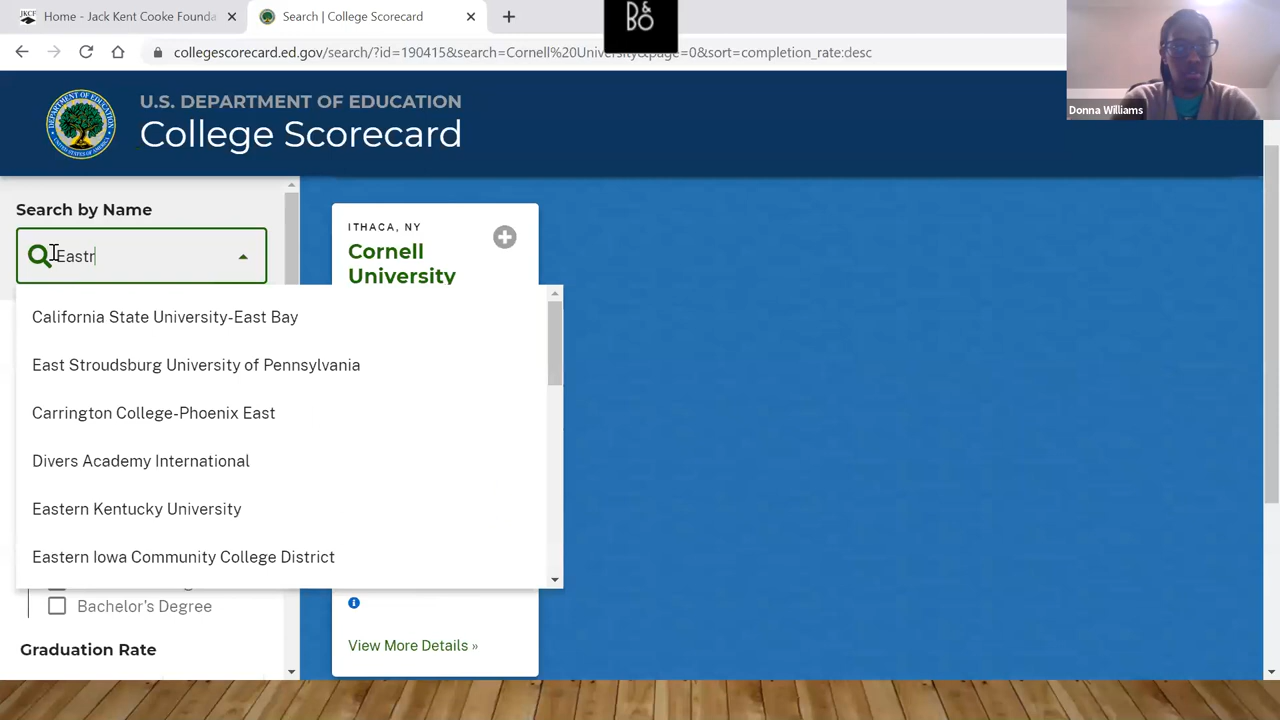 Home - Jack Kent Cooke Founda
Search | College Scorecard
collegescorecard.ed.gov/search/?id=190415&search=Cornell%20University&page=0&sort=completion_rate:desc
B&BO
Donna Williams
U.S. DEPARTMENT OF EDUCATION
College Scorecard
Search by Name
Eastr
California State University-East Bay
East Stroudsburg University of Pennsylvania
Carrington College-Phoenix East
Divers Academy International
Eastern Kentucky University
Eastern Iowa Community College District
Bachelor's Degree
Graduation Rate
ITHACA, NY
Cornell
University
View More Details »